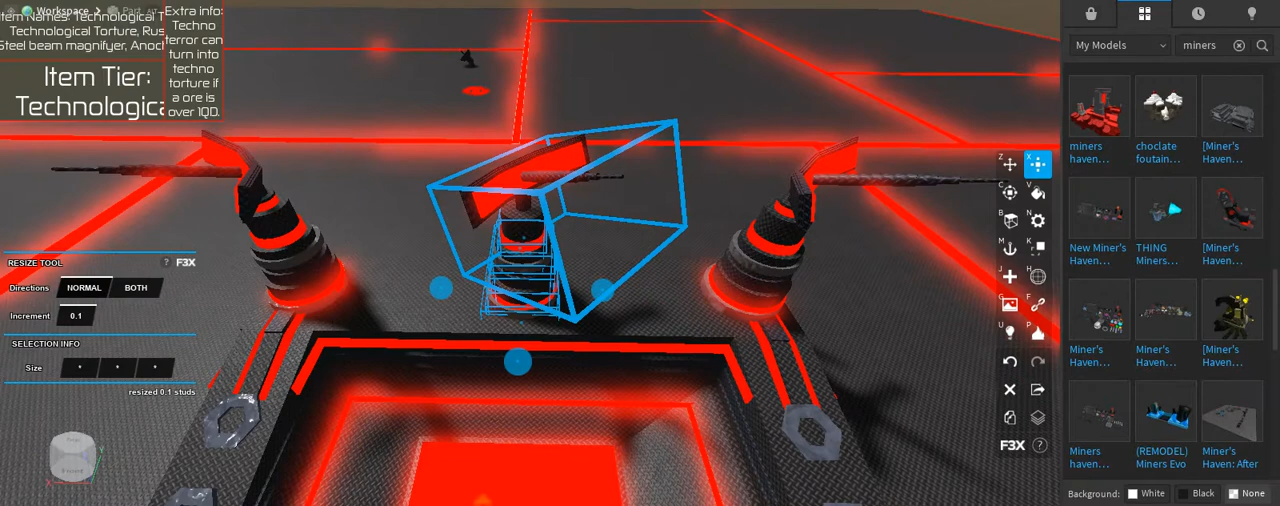 Workspace > Part
Item Names: Technological T
Technological Torture, Rus
Steel beam magnifyer, Anoc
Item Tier:
Technologica
Extra info:
Techno
terror can
turn into
techno
torture if
a ore is
over 1QD.
RESIZE TOOL
? F3X
Directions NORMAL BOTH
Increment 0.1
SELECTION INFO
Size * * *
resized 0.1 studs
Z X
C V
B N
M K
J H
G F
U P
F3X ?
My Models
miners
miners
haven...
choclate
foutain...
[Miner's
Haven...
New Miner's
Haven...
THING
Miners...
[Miner's
Haven...
Miner's
Haven...
Miner's
Haven...
[Miner's
Haven...
Miners
haven...
(REMODEL)
Miners Evo
Miner's
Haven: After
Background: White Black None